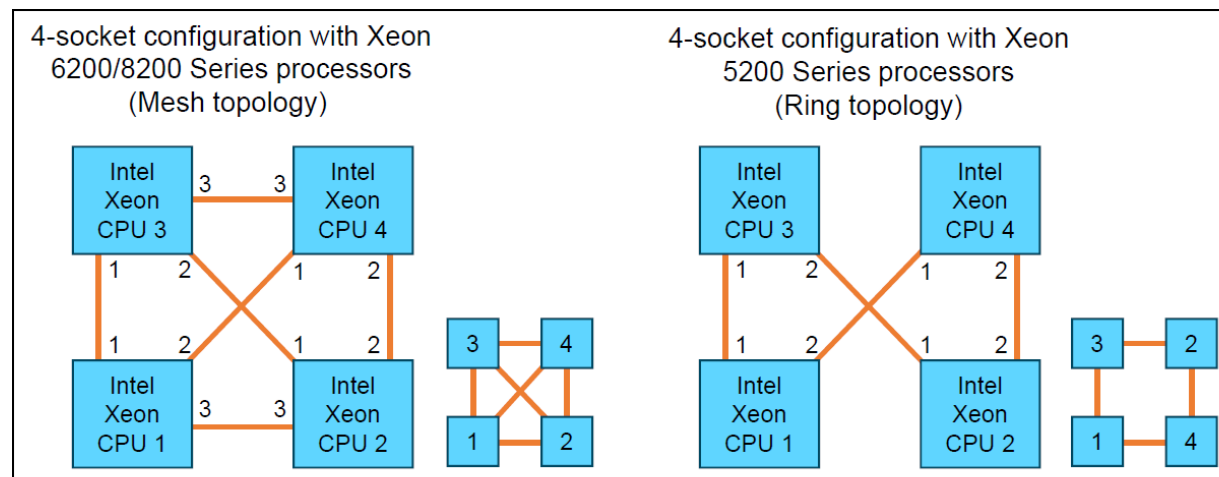 4-socket configuration with Xeon
6200/8200 Series processors
(Mesh topology)
Intel
Xeon
CPU 3
Intel
Xeon
CPU 4
3 3
1 2 1 2
1 2 1 2
Intel
Xeon
CPU 1
Intel
Xeon
CPU 2
3 3
3 4
1 2
4-socket configuration with Xeon
5200 Series processors
(Ring topology)
Intel
Xeon
CPU 3
Intel
Xeon
CPU 4
1 2 1 2
1 2 1 2
Intel
Xeon
CPU 1
Intel
Xeon
CPU 2
3 2
1 4